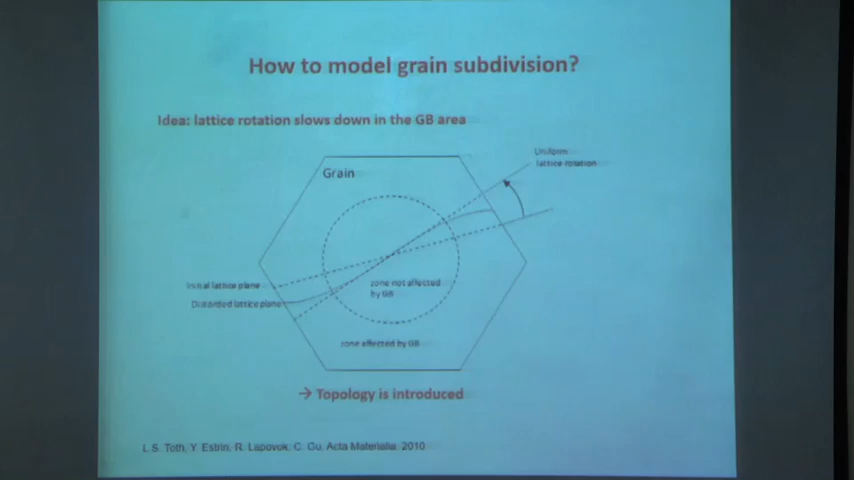 How to model grain subdivision?
Idea: lattice rotation slows down in the GB area
Uniform
lattice rotation
Grain
Initial lattice plane
Distorded lattice plane
zone not affected
by GB
zone affected by GB
→ Topology is introduced
L.S. Toth, Y. Estrin, R. Lapovok, C. Gu, Acta Materialia, 2010